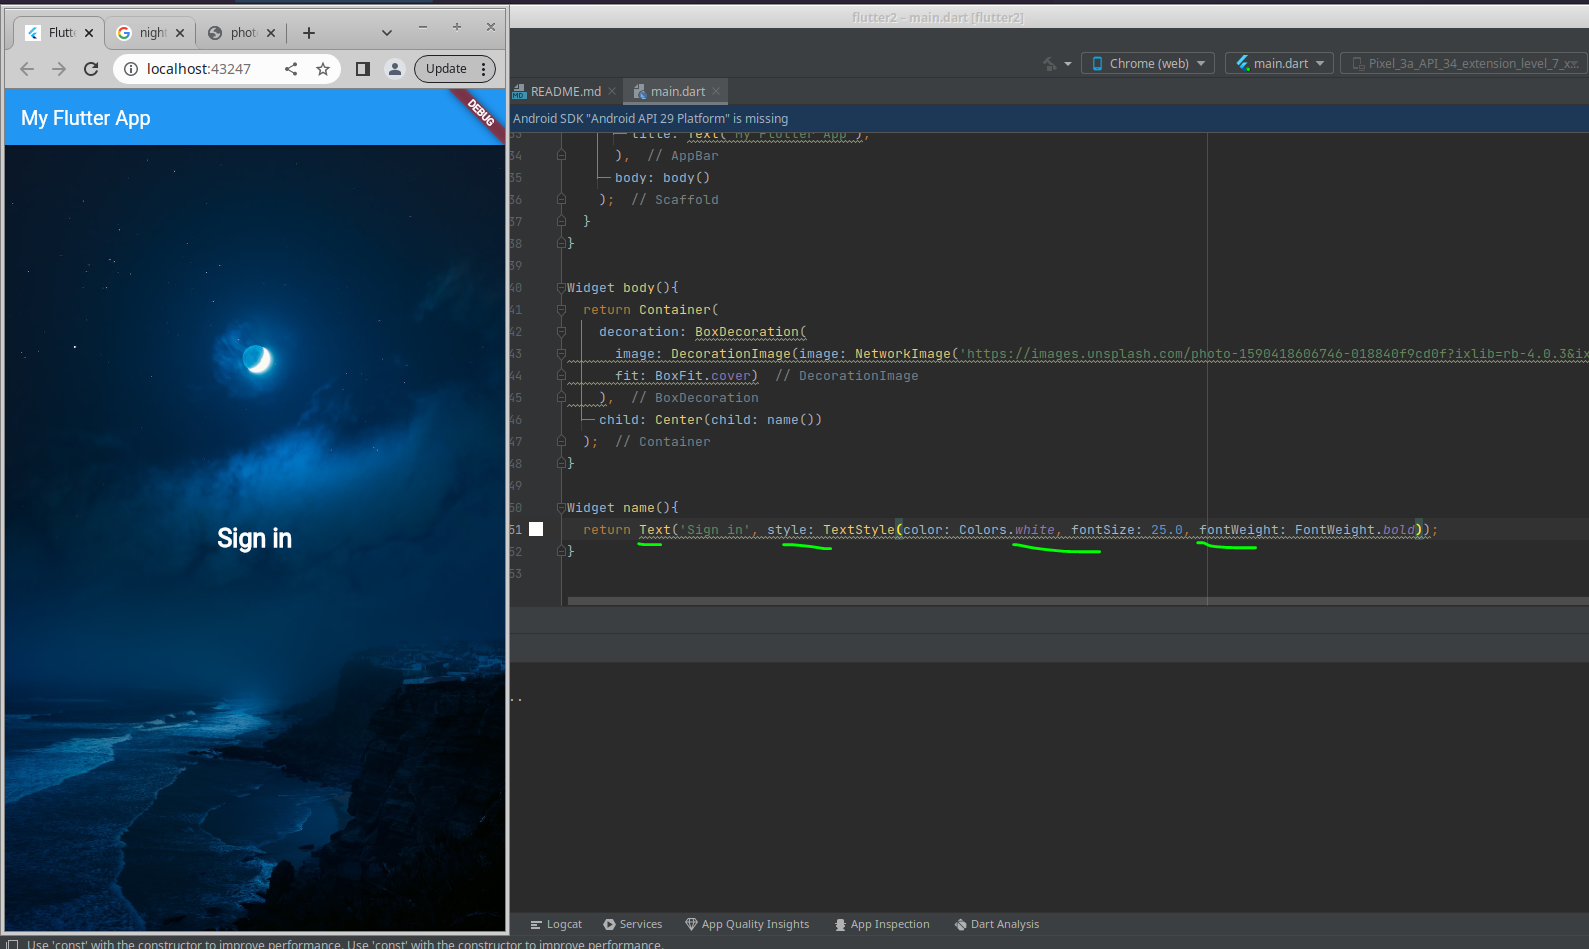 flutter2 – main.dart [flutter2]
Flutt
night
phot
localhost:43247
Update
Chrome (web)
main.dart
Pixel_3a_API_34_extension_level_7_x...
README.md
main.dart
Android SDK "Android API 29 Platform" is missing
My Flutter App
DEBUG
33 title: Text('My Flutter App'),
34 ), // AppBar
35 body: body()
36 ); // Scaffold
37 }
38 }
39
40 Widget body(){
41 return Container(
42 decoration: BoxDecoration(
43 image: DecorationImage(image: NetworkImage('https://images.unsplash.com/photo-1590418606746-018840f9cd0f?ixlib=rb-4.0.3&ix
44 fit: BoxFit.cover) // DecorationImage
45 ), // BoxDecoration
46 child: Center(child: name())
47 ); // Container
48 }
49
50 Widget name(){
51 return Text('Sign in', style: TextStyle(color: Colors.white, fontSize: 25.0, fontWeight: FontWeight.bold));
52 }
53
Sign in
..
Logcat
Services
App Quality Insights
App Inspection
Dart Analysis
Use 'const' with the constructor to improve performance. Use 'const' with the constructor to improve performance.